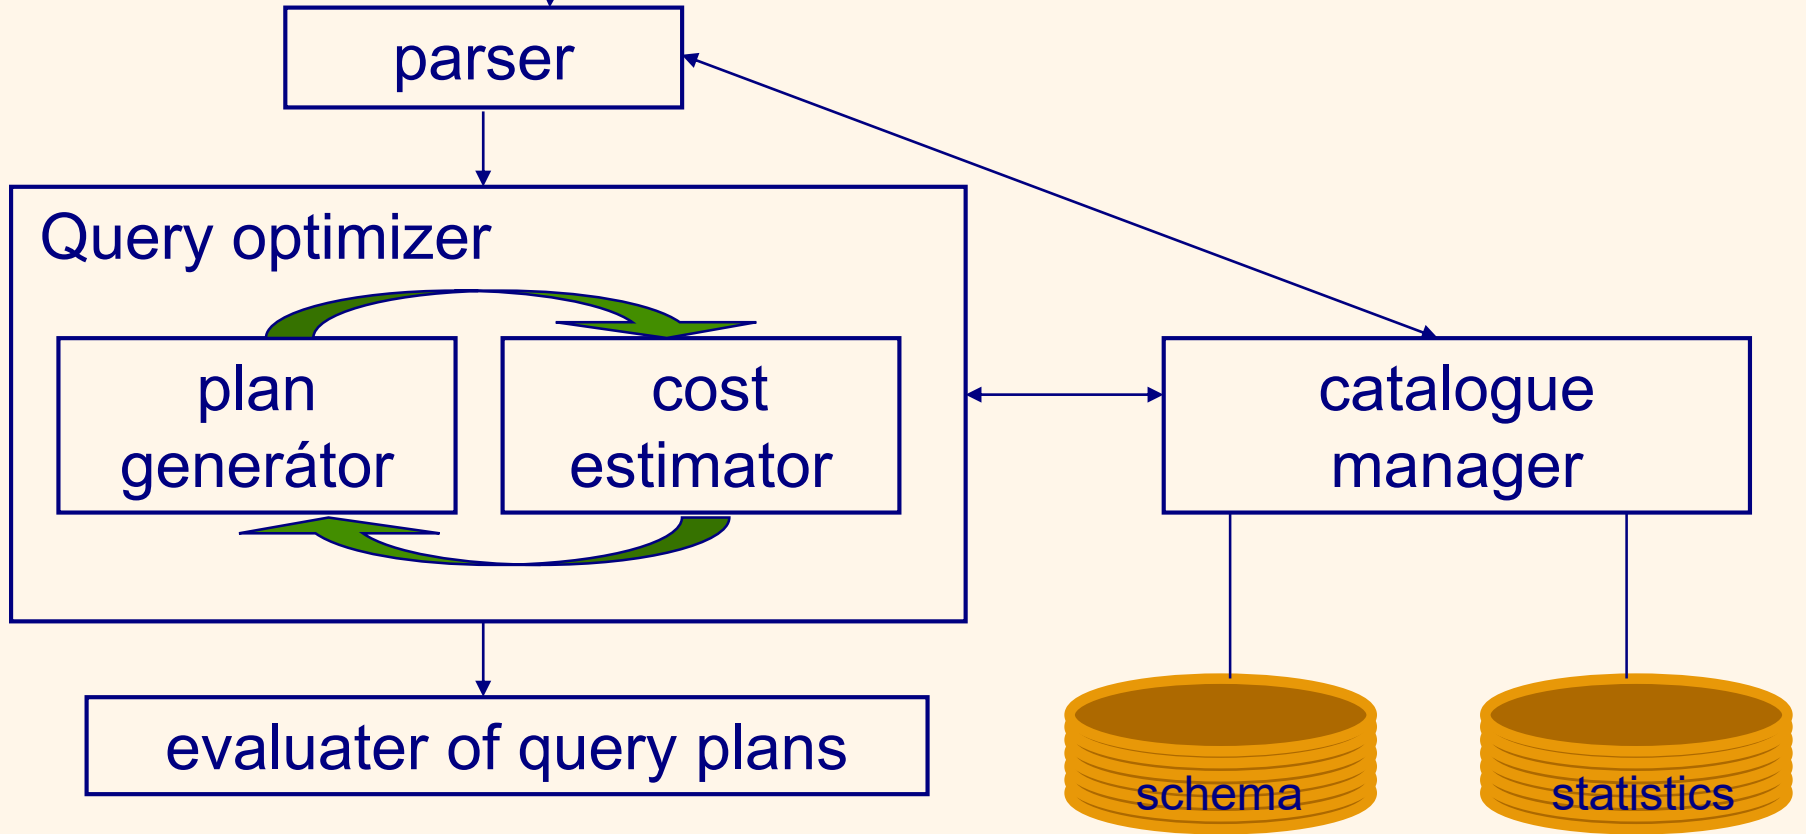 parser
Query optimizer
plan
generátor
cost
estimator
catalogue
manager
evaluater of query plans
schema
statistics